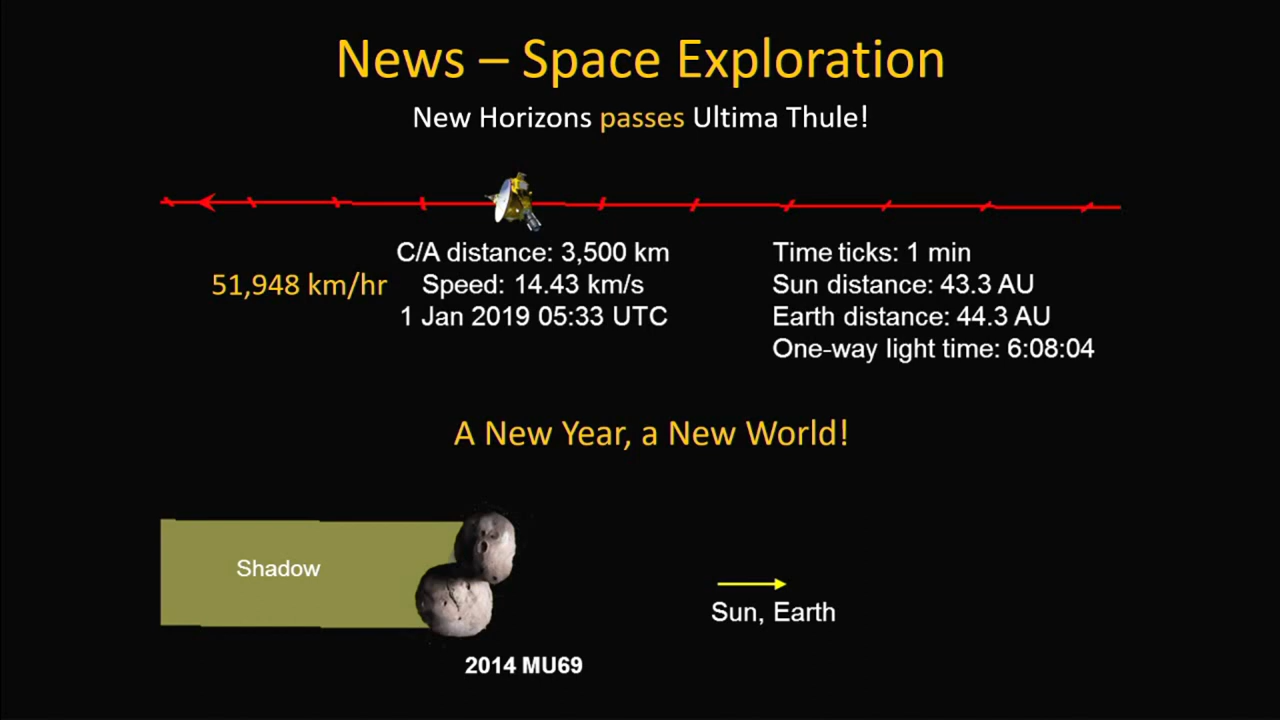 News – Space Exploration
New Horizons passes Ultima Thule!
C/A distance: 3,500 km
51,948 km/hr
Speed: 14.43 km/s
1 Jan 2019 05:33 UTC
Time ticks: 1 min
Sun distance: 43.3 AU
Earth distance: 44.3 AU
One-way light time: 6:08:04
A New Year, a New World!
Shadow
Sun, Earth
2014 MU69